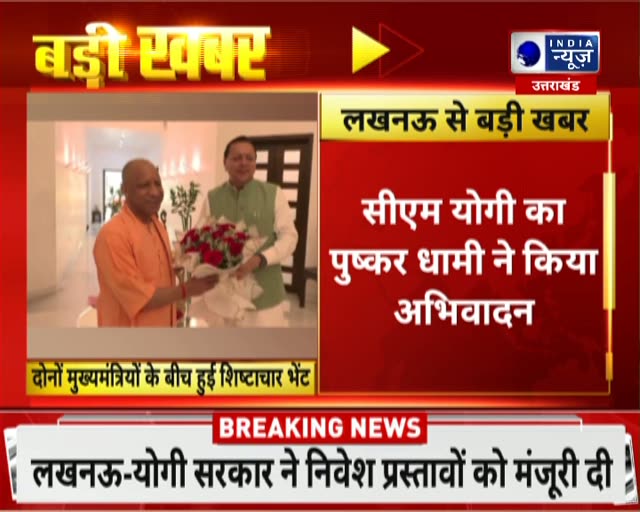 बड़ी खबर
INDIA
न्यूज़
उत्तराखंड
लखनऊ से बड़ी खबर
सीएम योगी का
पुष्कर धामी ने किया
अभिवादन
दोनों मुख्यमंत्रियों के बीच हुई शिष्टाचार भेंट
BREAKING NEWS
लखनऊ-योगी सरकार ने निवेश प्रस्तावों को मंजूरी दी